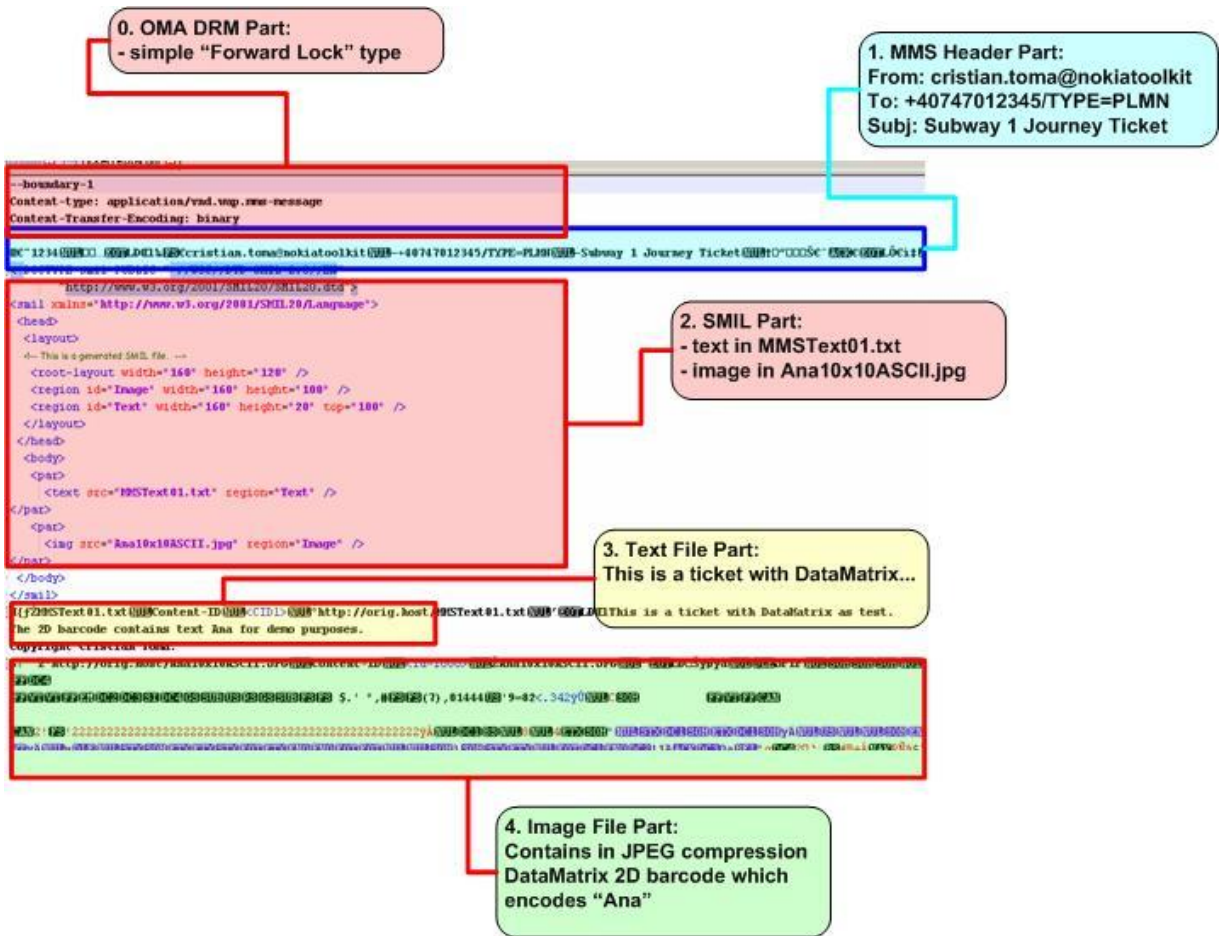 0. OMA DRM Part:
- simple “Forward Lock” type
1. MMS Header Part:
From: cristian.toma@nokiatoolkit
To: +40747012345/TYPE=PLMN
Subj: Subway 1 Journey Ticket
--boundary-1
Content-type: application/vnd.wap.mms-message
Content-Transfer-Encoding: binary
cristian.toma@nokiatoolkit +40747012345/TYPE=PLMN Subway 1 Journey Ticket
"http://www.w3.org/2001/SMIL20/SMIL20.dtd">
<smil xmlns="http://www.w3.org/2001/SMIL20/Language">
<head>
<layout>
<!-- This is a generated SMIL file. -->
<root-layout width="160" height="120" />
<region id="Image" width="160" height="100" />
<region id="Text" width="160" height="20" top="100" />
</layout>
</head>
<body>
<par>
<text src="MMSText01.txt" region="Text" />
</par>
<par>
<img src="Ana10x10ASCII.jpg" region="Image" />
</par>
</body>
</smil>
2. SMIL Part:
- text in MMSText01.txt
- image in Ana10x10ASCII.jpg
3. Text File Part:
This is a ticket with DataMatrix...
MMSText01.txt Content-ID <CID1> http://orig.host/MMSText01.txt This is a ticket with DataMatrix as test.
The 2D barcode contains text Ana for demo purposes.
Copyright Cristian Toma.
4. Image File Part:
Contains in JPEG compression
DataMatrix 2D barcode which
encodes “Ana”